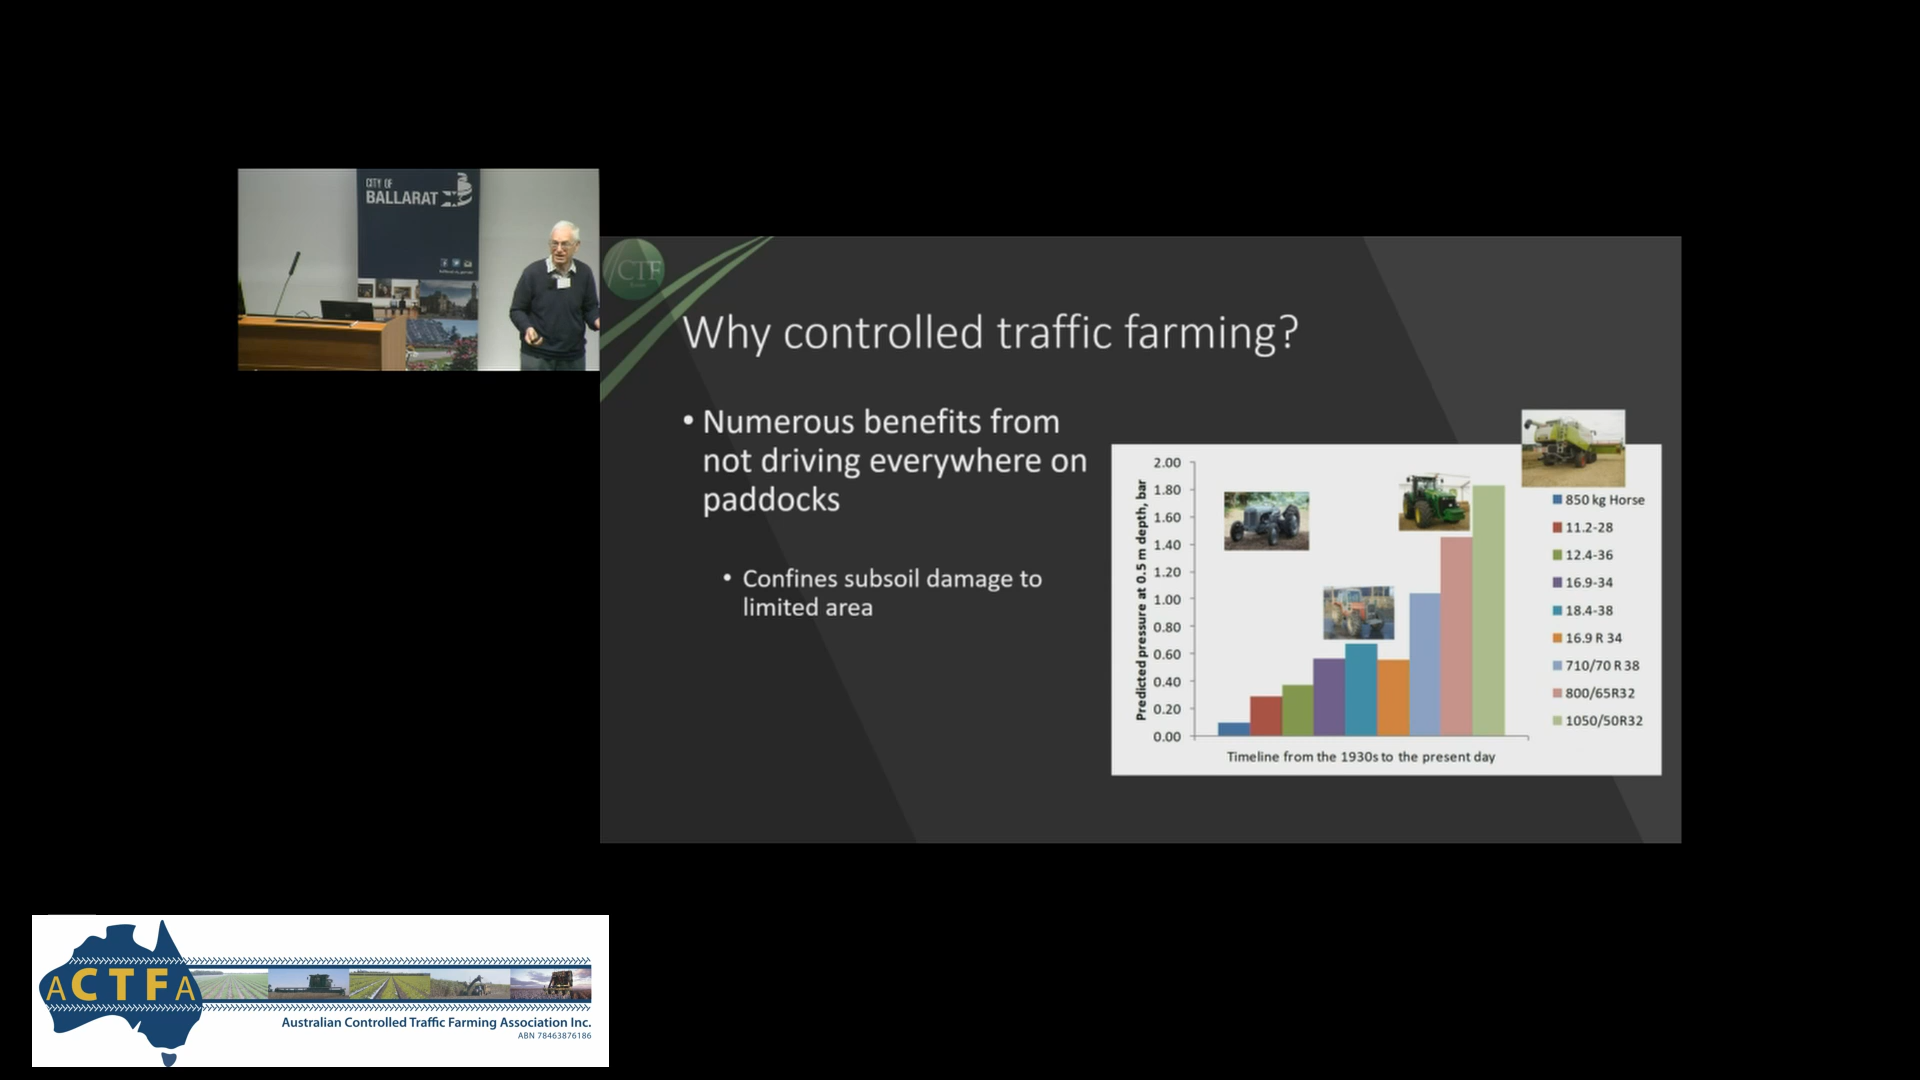 CITY OF
BALLARAT
CTF
Why controlled traffic farming?
• Numerous benefits from
not driving everywhere on
paddocks
• Confines subsoil damage to
limited area
Predicted pressure at 0.5 m depth, bar
2.00
1.80
1.60
1.40
1.20
1.00
0.80
0.60
0.40
0.20
0.00
Timeline from the 1930s to the present day
850 kg Horse
11.2-28
12.4-36
16.9-34
18.4-38
16.9 R 34
710/70 R 38
800/65R32
1050/50R32
ACTFA
Australian Controlled Traffic Farming Association Inc.
ABN 78463876186